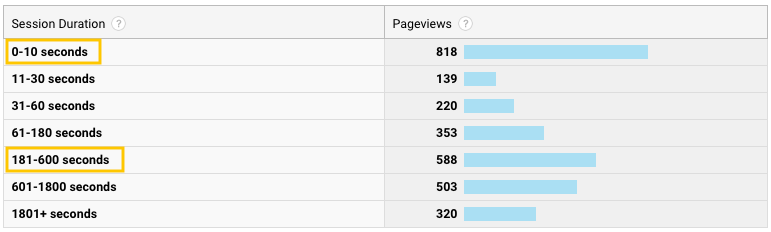 Session Duration ? Pageviews ?
0-10 seconds 818
11-30 seconds 139
31-60 seconds 220
61-180 seconds 353
181-600 seconds 588
601-1800 seconds 503
1801+ seconds 320